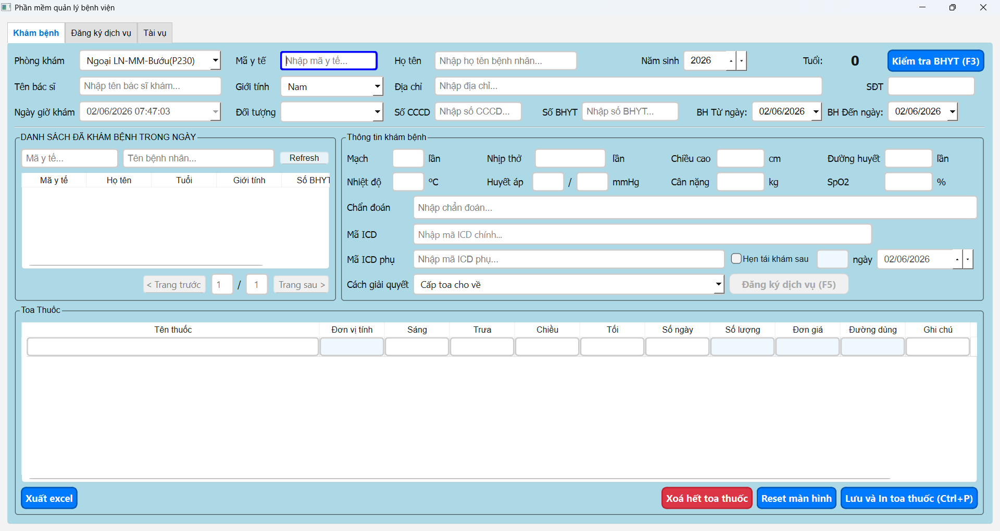 Phần mềm quản lý bệnh viện
Khám bệnh Đăng ký dịch vụ Tài vụ
Phòng khám Ngoại LN-MM-Bướu(P230) Mã y tế Nhập mã y tế... Họ tên Nhập họ tên bệnh nhân... Năm sinh 2026 Tuổi: 0 Kiểm tra BHYT (F3)
Tên bác sĩ Nhập tên bác sĩ khám... Giới tính Nam Địa chỉ Nhập địa chỉ... SĐT
Ngày giờ khám 02/06/2026 07:47:03 Đối tượng Số CCCD Nhập số CCCD... Số BHYT Nhập số BHYT... BH Từ ngày: 02/06/2026 BH Đến ngày: 02/06/2026
DANH SÁCH ĐÃ KHÁM BỆNH TRONG NGÀY
Mã y tế... Tên bệnh nhân... Refresh
Mã y tế Họ tên Tuổi Giới tính Số BHYT
< Trang trước 1 / 1 Trang sau >
Thông tin khám bệnh
Mạch lần Nhịp thở lần Chiều cao cm Đường huyết lần
Nhiệt độ ºC Huyết áp / mmHg Cân nặng kg SpO2 %
Chẩn đoán Nhập chẩn đoán...
Mã ICD Nhập mã ICD chính...
Mã ICD phụ Nhập mã ICD phụ... Hẹn tái khám sau ngày 02/06/2026
Cách giải quyết Cấp toa cho về Đăng ký dịch vụ (F5)
Toa Thuốc
Tên thuốc Đơn vị tính Sáng Trưa Chiều Tối Số ngày Số lượng Đơn giá Đường dùng Ghi chú
Xuất excel Xoá hết toa thuốc Reset màn hình Lưu và In toa thuốc (Ctrl+P)